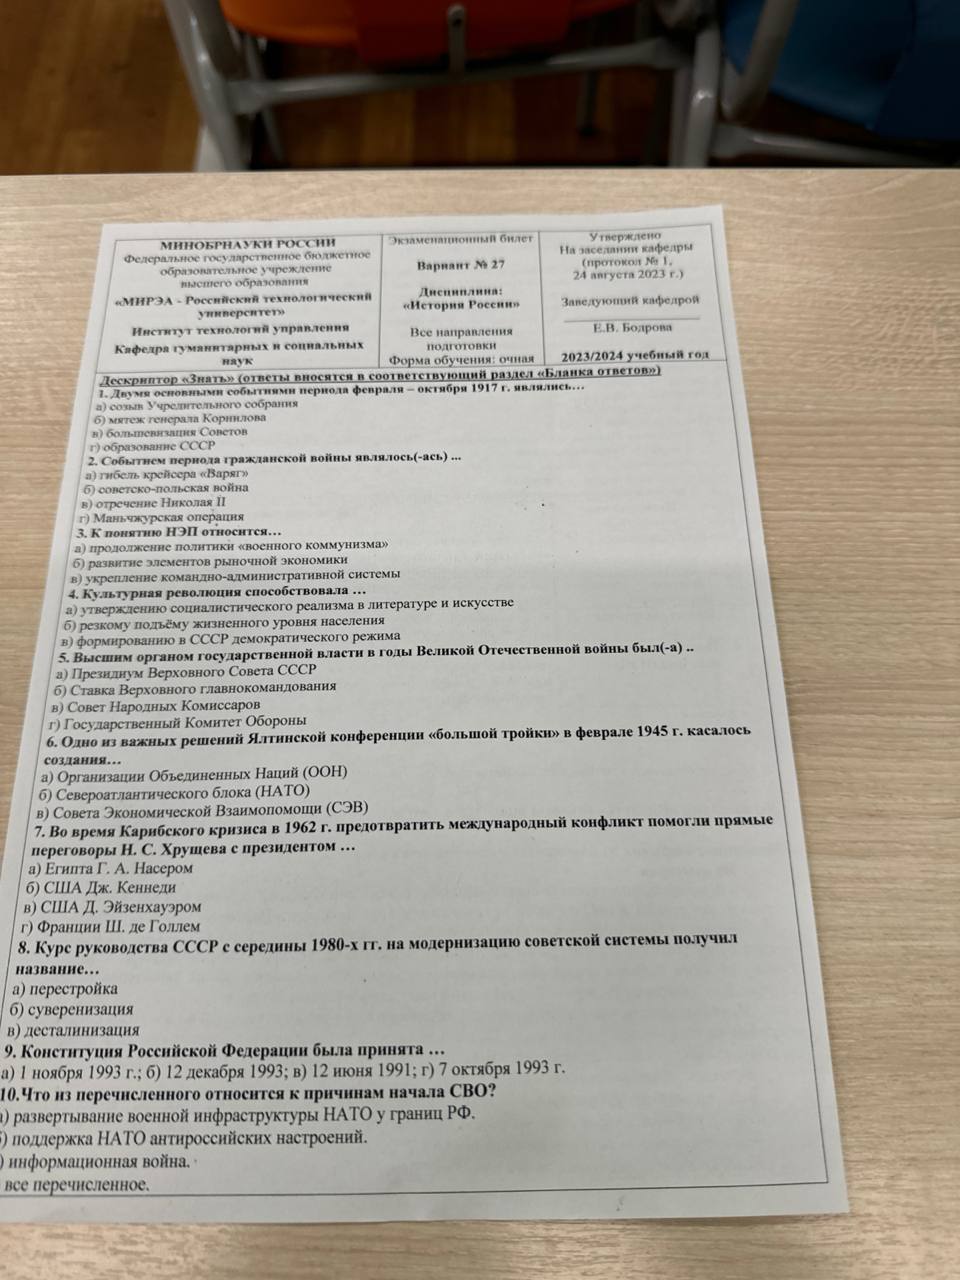 МИНОБРНАУКИ РОССИИ
Федеральное государственное бюджетное
образовательное учреждение
высшего образования
«МИРЭА - Российский технологический
университет»
Институт технологий управления
Кафедра гуманитарных и социальных
наук
Экзаменационный билет
Вариант № 27
Дисциплина:
«История России»
Все направления
подготовки
Форма обучения: очная
Утверждено
На заседании кафедры
(протокол № 1,
24 августа 2023 г.)
Заведующий кафедрой
Е.В. Бодрова
2023/2024 учебный год
Дескриптор «Знать» (ответы вносятся в соответствующий раздел «Бланка ответов»)
1. Двумя основными событиями периода февраля – октября 1917 г. являлись…
а) созыв Учредительного собрания
б) мятеж генерала Корнилова
в) большевизация Советов
г) образование СССР
2. Событием периода гражданской войны являлось(-ась) ...
а) гибель крейсера «Варяг»
б) советско-польская война
в) отречение Николая II
г) Маньчжурская операция
3. К понятию НЭП относится…
а) продолжение политики «военного коммунизма»
б) развитие элементов рыночной экономики
в) укрепление командно-административной системы
4. Культурная революция способствовала …
а) утверждению социалистического реализма в литературе и искусстве
б) резкому подъёму жизненного уровня населения
в) формированию в СССР демократического режима
5. Высшим органом государственной власти в годы Великой Отечественной войны был(-а) ..
а) Президиум Верховного Совета СССР
б) Ставка Верховного главнокомандования
в) Совет Народных Комиссаров
г) Государственный Комитет Обороны
6. Одно из важных решений Ялтинской конференции «большой тройки» в феврале 1945 г. касалось
создания…
а) Организации Объединенных Наций (ООН)
б) Североатлантического блока (НАТО)
в) Совета Экономической Взаимопомощи (СЭВ)
7. Во время Карибского кризиса в 1962 г. предотвратить международный конфликт помогли прямые
переговоры Н. С. Хрущева с президентом …
а) Египта Г. А. Насером
б) США Дж. Кеннеди
в) США Д. Эйзенхауэром
г) Франции Ш. де Голлем
8. Курс руководства СССР с середины 1980-х гг. на модернизацию советской системы получил
название…
а) перестройка
б) суверенизация
в) десталинизация
9. Конституция Российской Федерации была принята …
а) 1 ноября 1993 г.; б) 12 декабря 1993; в) 12 июня 1991; г) 7 октября 1993 г.
10.Что из перечисленного относится к причинам начала СВО?
) развертывание военной инфраструктуры НАТО у границ РФ.
) поддержка НАТО антироссийских настроений.
) информационная война.
все перечисленное.